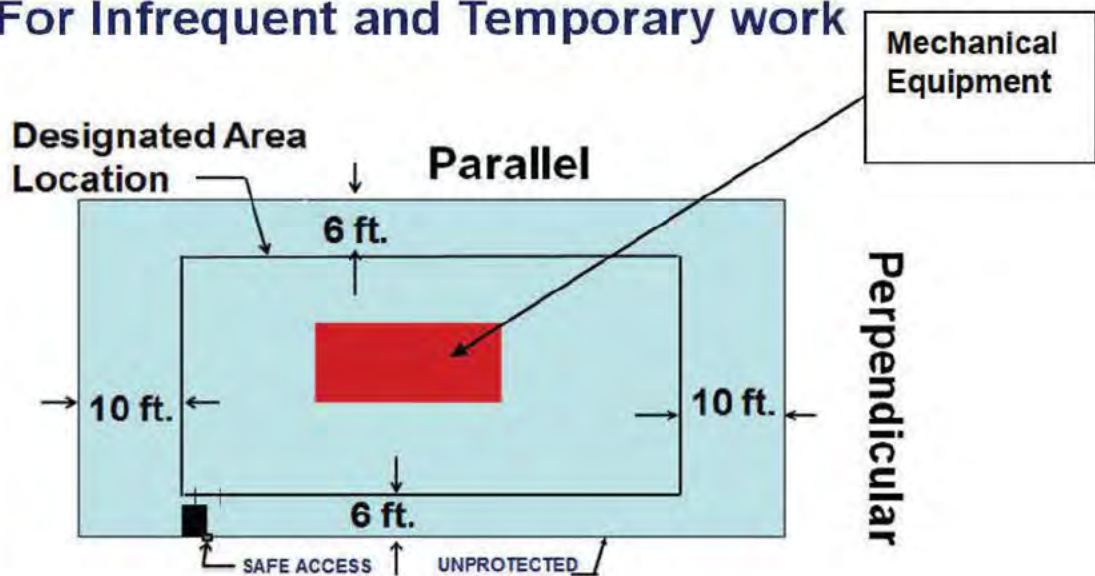 For Infrequent and Temporary work
Mechanical
Equipment
Designated Area
Location
Parallel
6 ft.
Perpendicular
10 ft.
10 ft.
6 ft.
SAFE ACCESS
UNPROTECTED